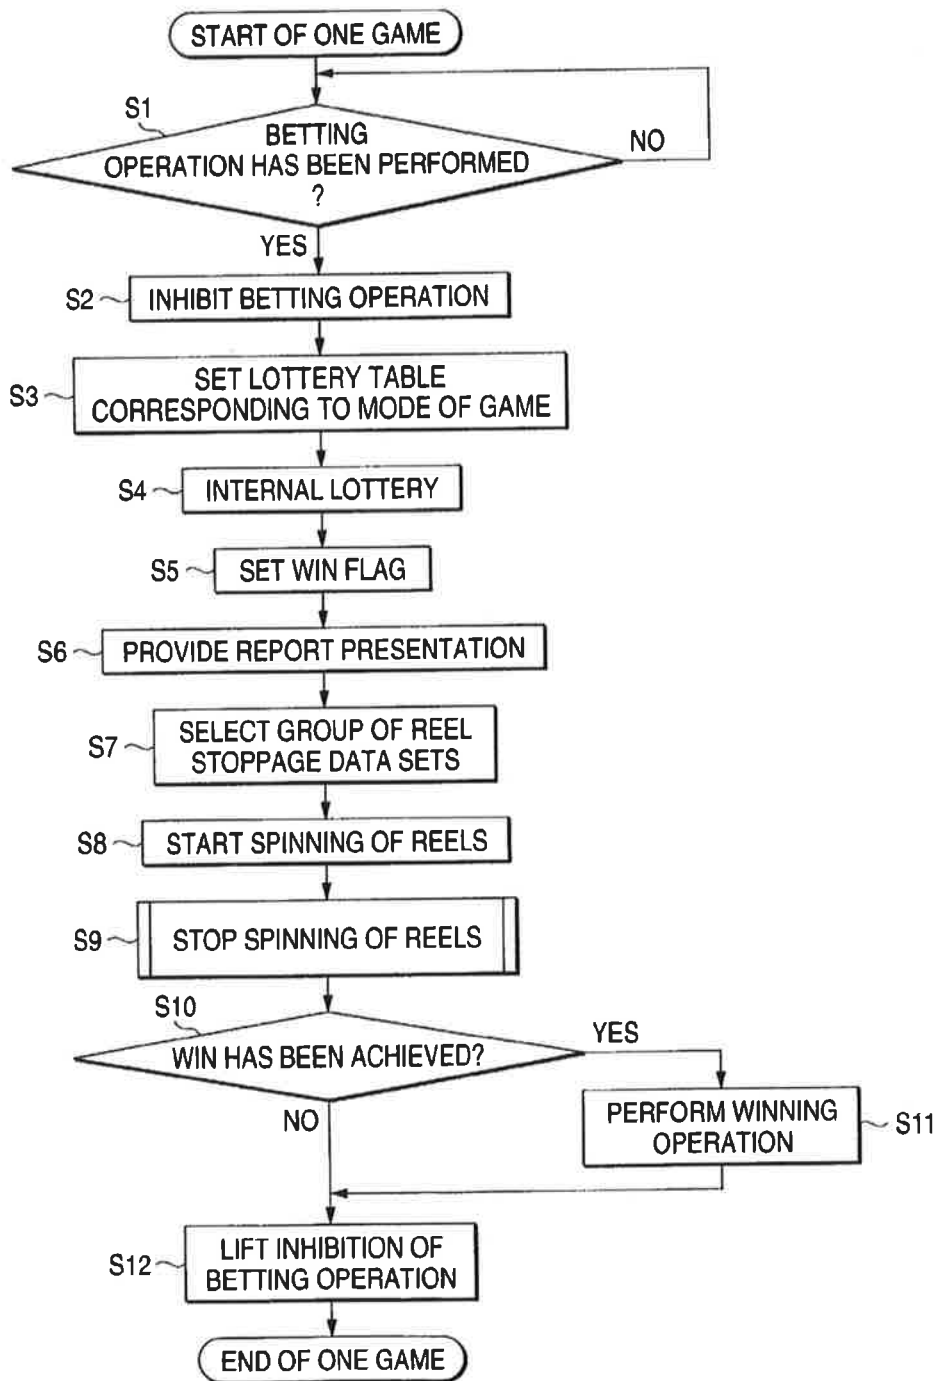 START OF ONE GAME
S1
BETTING
OPERATION HAS BEEN PERFORMED
?
NO
YES
S2
INHIBIT BETTING OPERATION
S3
SET LOTTERY TABLE
CORRESPONDING TO MODE OF GAME
S4
INTERNAL LOTTERY
S5
SET WIN FLAG
S6
PROVIDE REPORT PRESENTATION
S7
SELECT GROUP OF REEL
STOPPAGE DATA SETS
S8
START SPINNING OF REELS
S9
STOP SPINNING OF REELS
S10
WIN HAS BEEN ACHIEVED?
YES
NO
PERFORM WINNING
OPERATION
S11
S12
LIFT INHIBITION OF
BETTING OPERATION
END OF ONE GAME